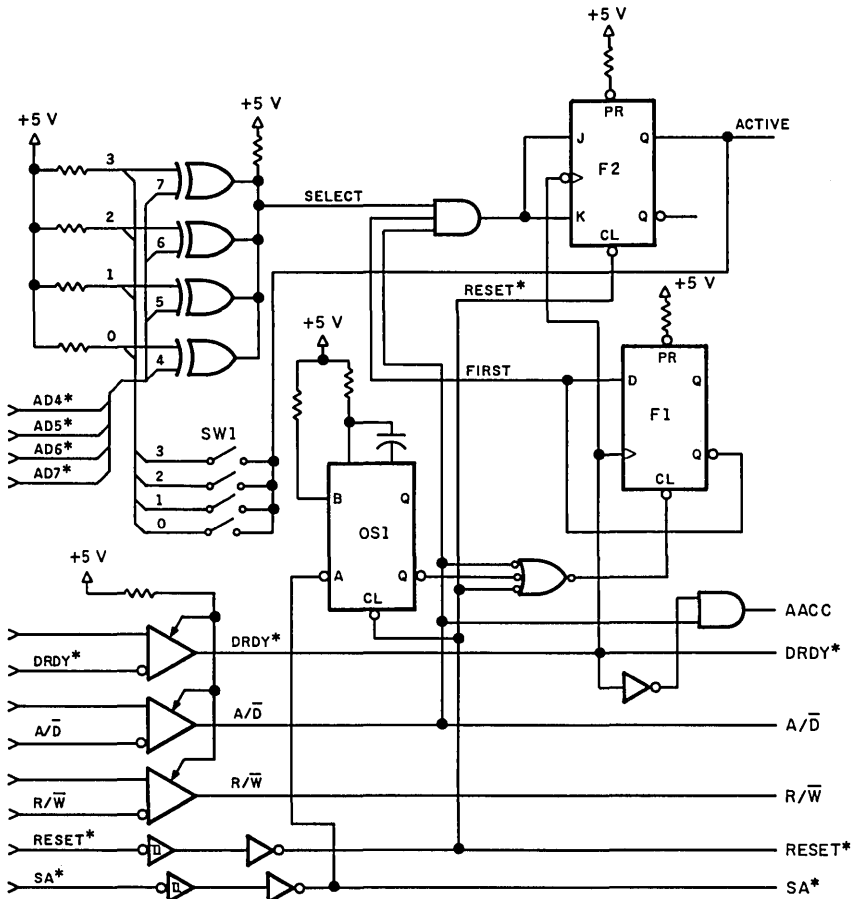 +5 V
PR
J
Q
ACTIVE
F2
K
Q
CL
+5 V
+5 V
3
7
2
6
1
5
0
4
SELECT
RESET*
+5 V
PR
FIRST
D
Q
F1
Q
CL
AD4*
AD5*
AD6*
AD7*
SW1
3
2
1
0
+5 V
B
Q
OS1
A
Q
CL
+5 V
AACC
DRDY*
DRDY*
DRDY*
A/D̅
A/D̅
A/D̅
R/W̅
R/W̅
R/W̅
RESET*
RESET*
SA*
SA*